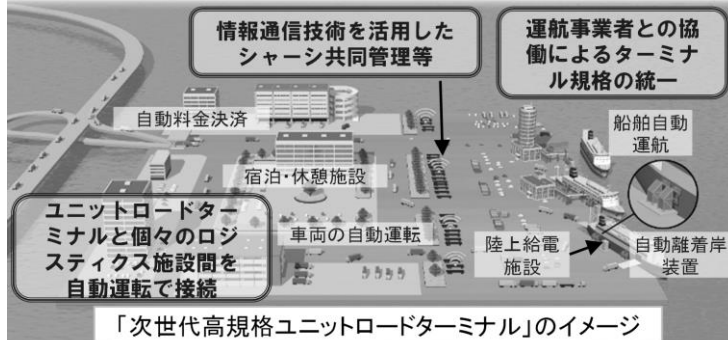 情報通信技術を活用した
シャーシ共同管理等
運航事業者との協
働によるターミナ
ル規格の統一
自動料金決済
船舶自動
運航
宿泊・休憩施設
ユニットロードター
ミナルと個々のロジ
スティクス施設間を
自動運転で接続
車両の自動運転
陸上給電
施設
自動離着岸
装置
「次世代高規格ユニットロードターミナル」のイメージ